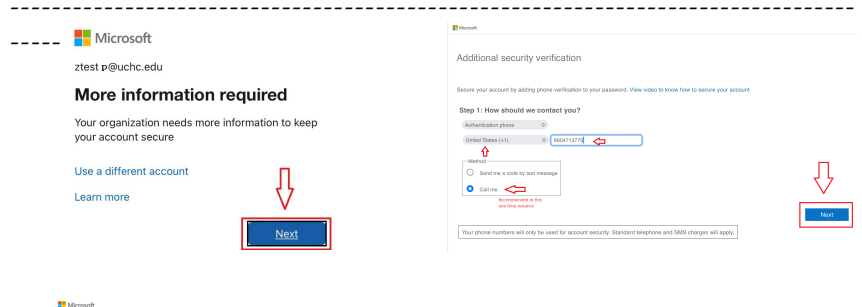 Microsoft
ztest p@uchc.edu
More information required
Your organization needs more information to keep
your account secure
Use a different account
Learn more
Next
Microsoft
Additional security verification
Secure your account by adding phone verification to your password. View video to know how to secure your account
Step 1: How should we contact you?
Authentication phone
United States (+1) 8604713770
Method
Send me a code by text message
Call me
Recommended in this
one time instance
Next
Your phone numbers will only be used for account security. Standard telephone and SMS charges will apply.
Microsoft